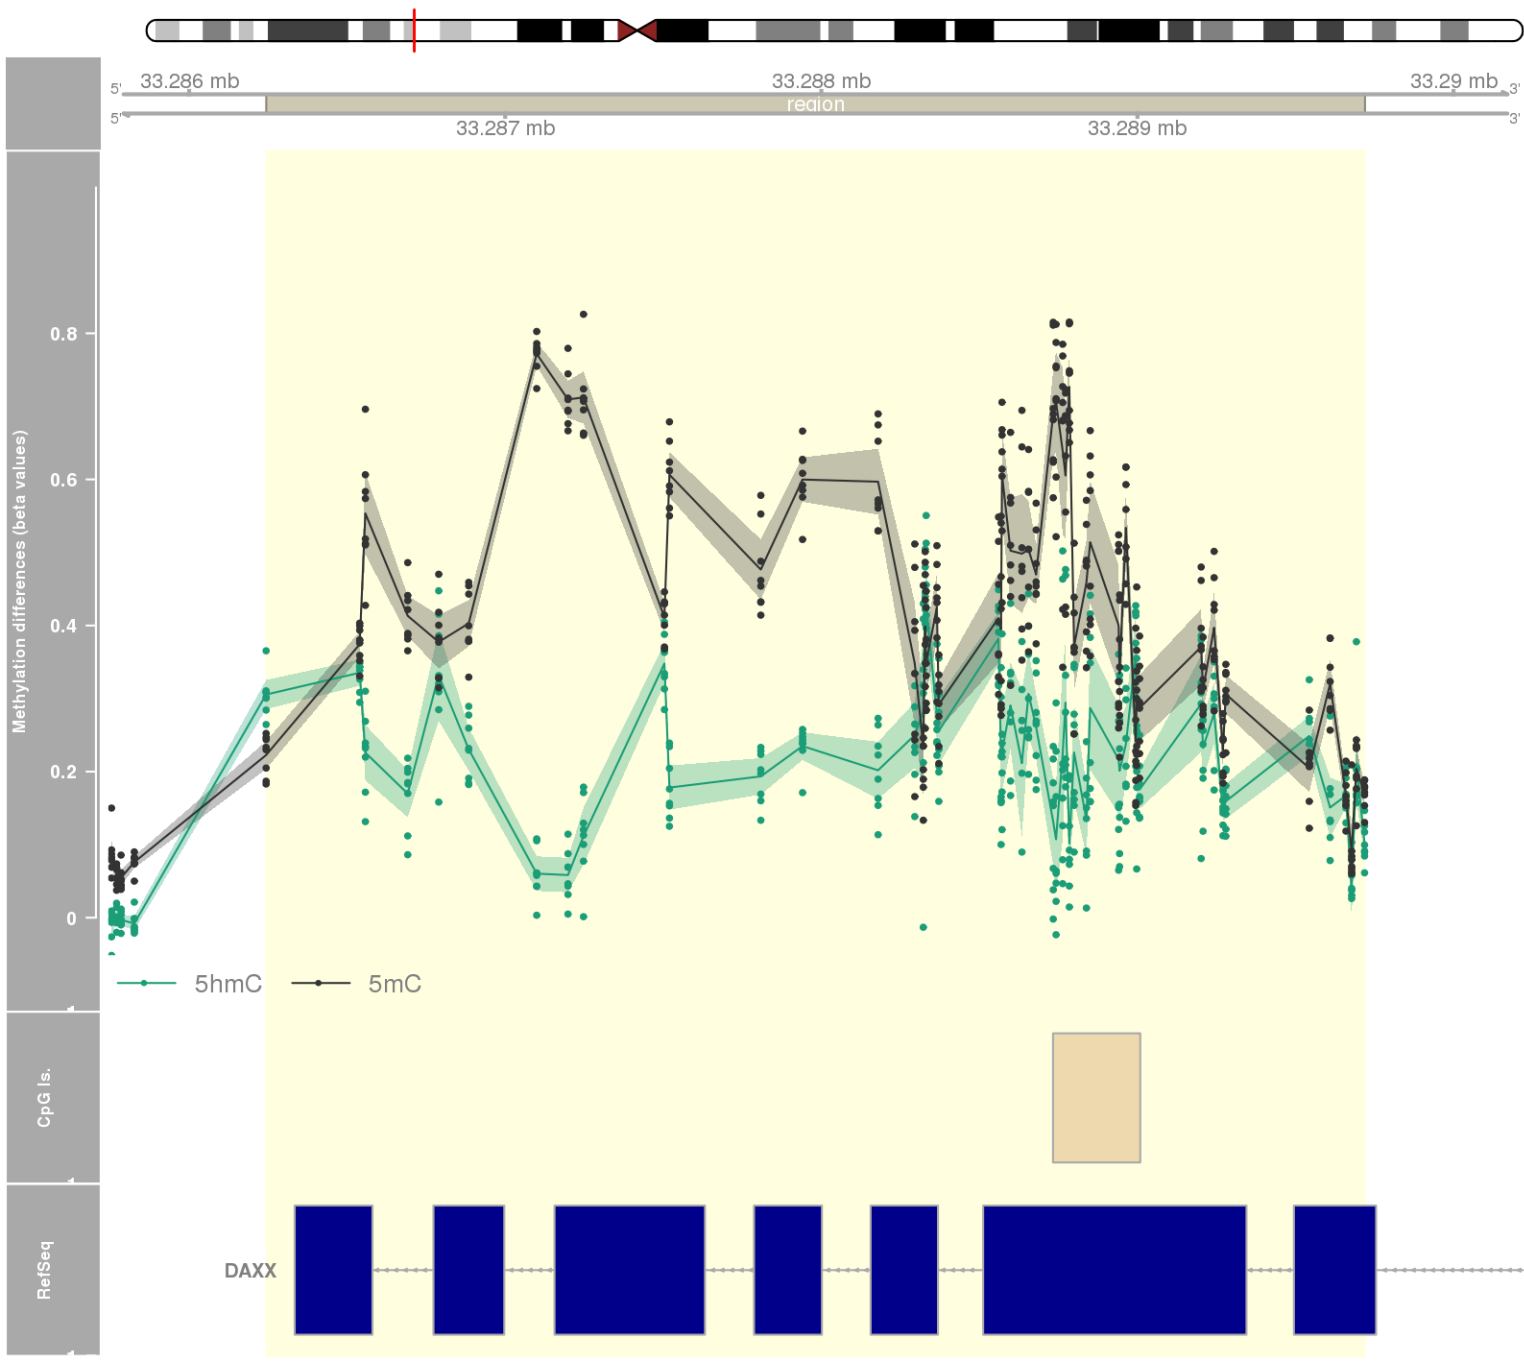 33.286 mb 33.288 mb 33.29 mb
5' 3'
region
5' 3'
33.287 mb 33.289 mb
Methylation differences (beta values)
0.8
0.6
0.4
0.2
0
5hmC 5mC
CpG Is.
RefSeq
DAXX